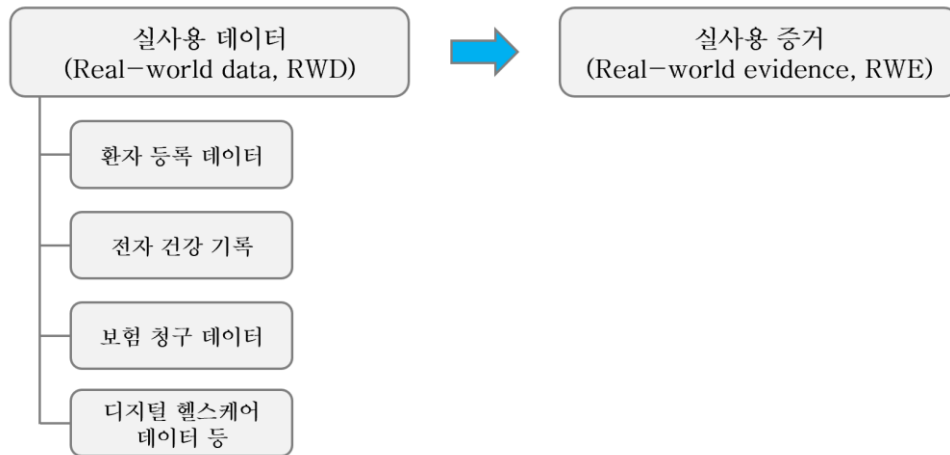 실사용 데이터
(Real-world data, RWD)
실사용 증거
(Real-world evidence, RWE)
환자 등록 데이터
전자 건강 기록
보험 청구 데이터
디지털 헬스케어
데이터 등